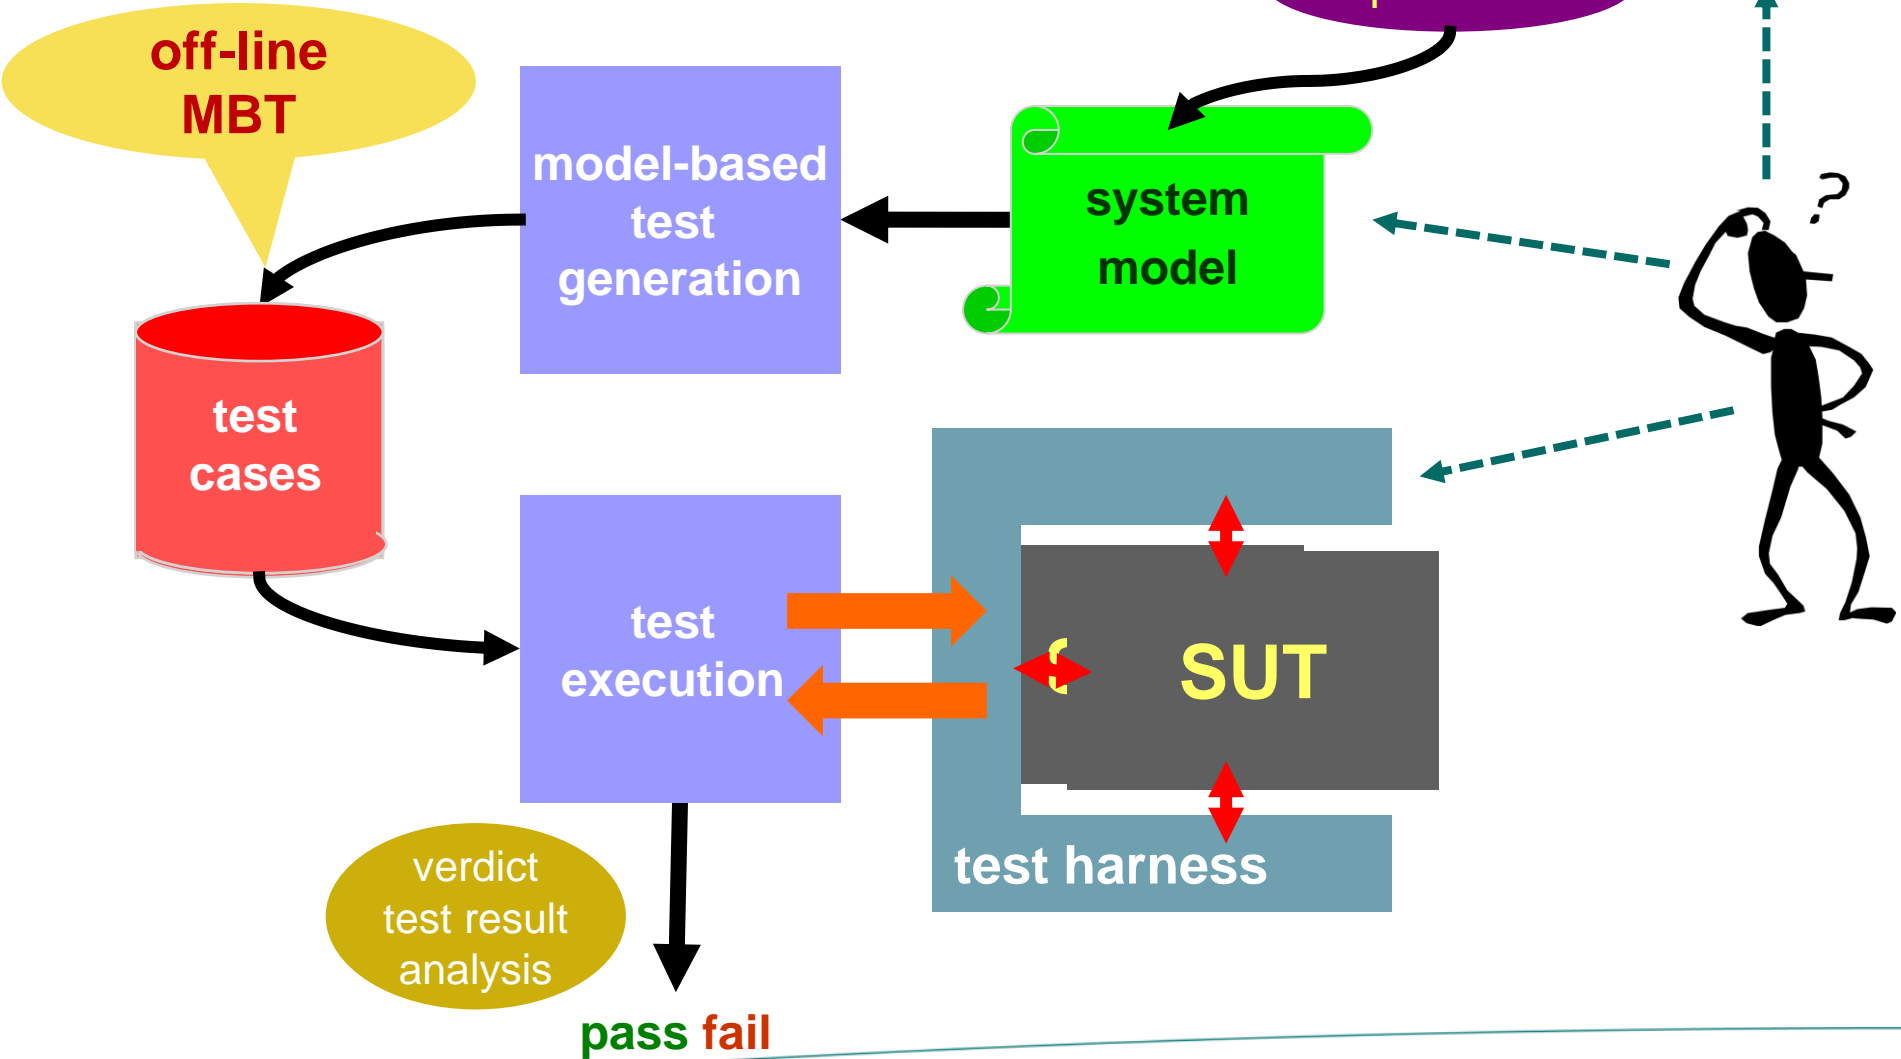 off-line
MBT
model-based
test
generation
system
model
?
test
cases
test
execution
SUT
test harness
verdict
test result
analysis
pass fail